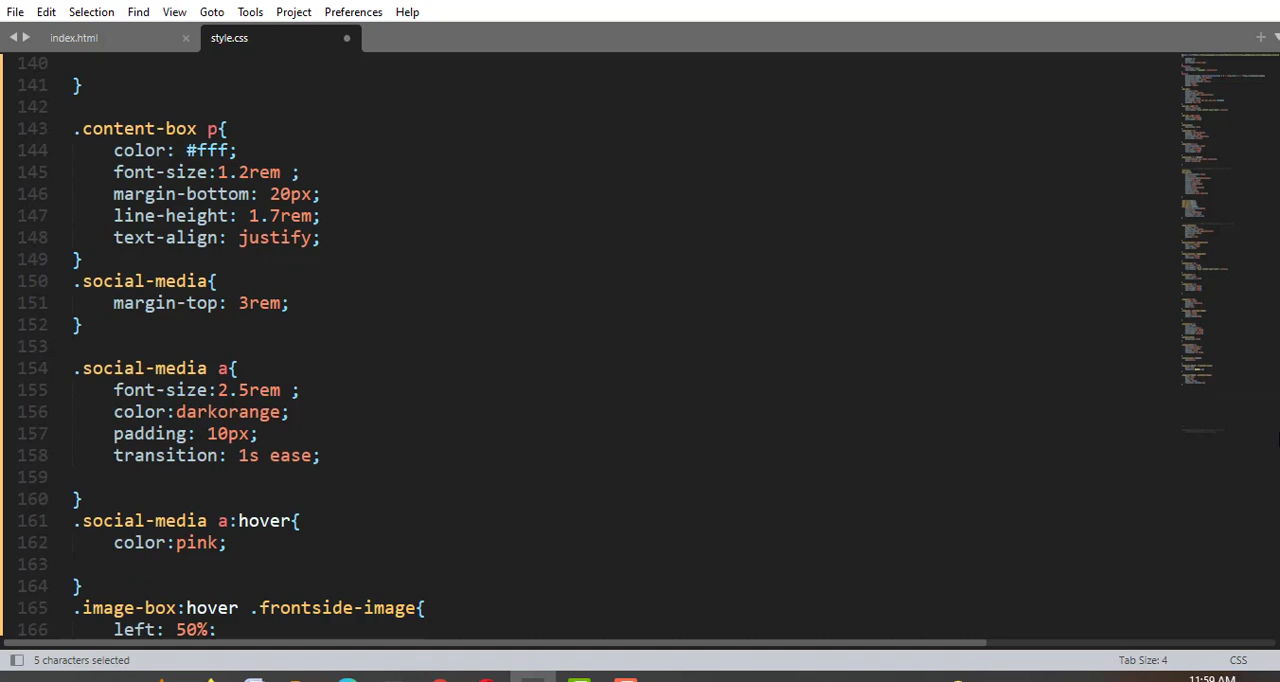 File Edit Selection View Find Goto Tools Project Preferences Help
index.html × style.css
140
141 }
142
143 .content-box p{
144 color: #fff;
145 font-size:1.2rem ;
146 margin-bottom: 20px;
147 line-height: 1.7rem;
148 text-align: justify;
149 }
150 .social-media{
151 margin-top: 3rem;
152 }
153
154 .social-media a{
155 font-size:2.5rem ;
156 color:darkorange;
157 padding: 10px;
158 transition: 1s ease;
159
160 }
161 .social-media a:hover{
162 color:pink;
163
164 }
165 .image-box:hover .frontside-image{
166 left: 50%;
5 characters selected Tab Size: 4 CSS
11:59 AM